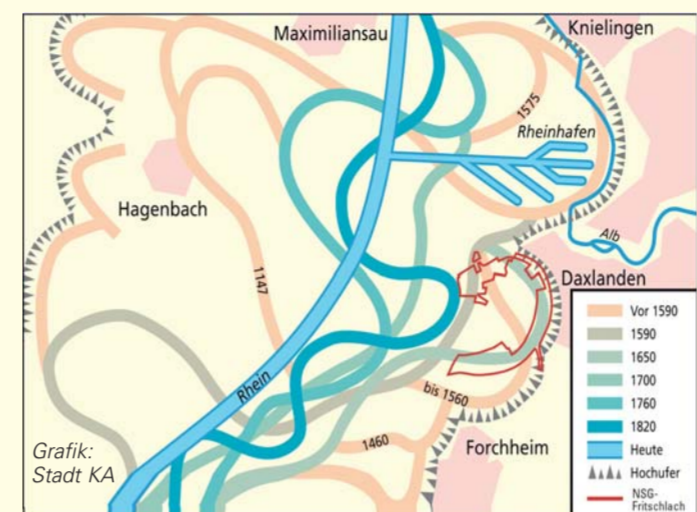 Maximiliansau
Knielingen
1575
Rheinhafen
Hagenbach
Alb
1147
Daxlanden
Rhein
bis 1560
1460
Forchheim
Grafik:
Stadt KA
Vor 1590
1590
1650
1700
1760
1820
Heute
Hochufer
NSG-
Fritschlach